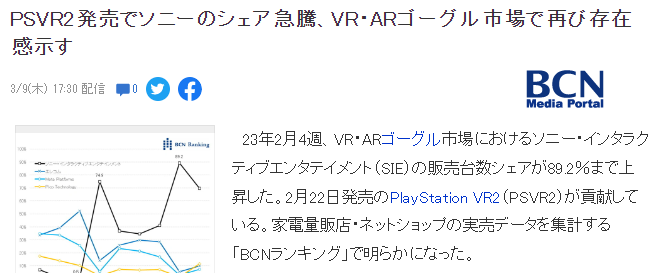 PSVR2発売でソニーのシェア急騰、VR・ARゴーグル市場で再び存在
感示す
3/9(木) 17:30 配信
0
BCN
Media Portal
BCN Ranking
23年2月4週、VR・ARゴーグル市場におけるソニー・インタラク
ティブエンタテイメント(SIE)の販売台数シェアが89.2%まで上
昇した。2月22日発売のPlayStation VR2(PSVR2)が貢献して
いる。家電量販店・ネットショップの実売データを集計する
「BCNランキング」で明らかになった。
74.5
89.2